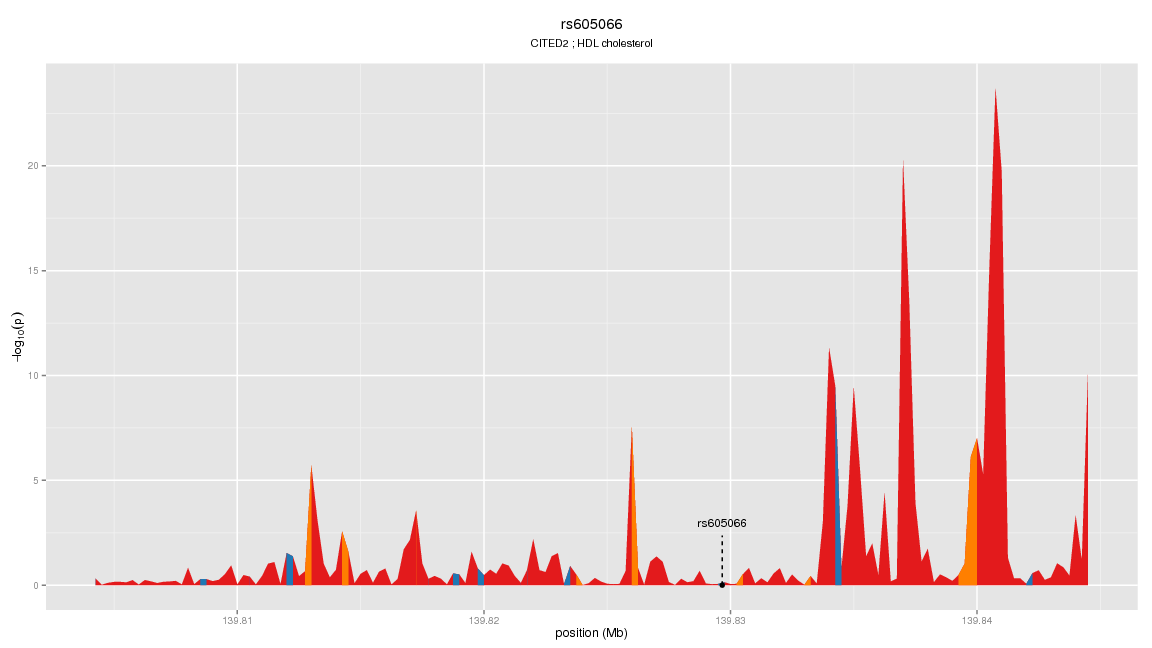 rs605066
CITED2 ; HDL cholesterol
−log10(p)
20
15
10
5
0
rs605066
139.81
139.82
139.83
139.84
position (Mb)